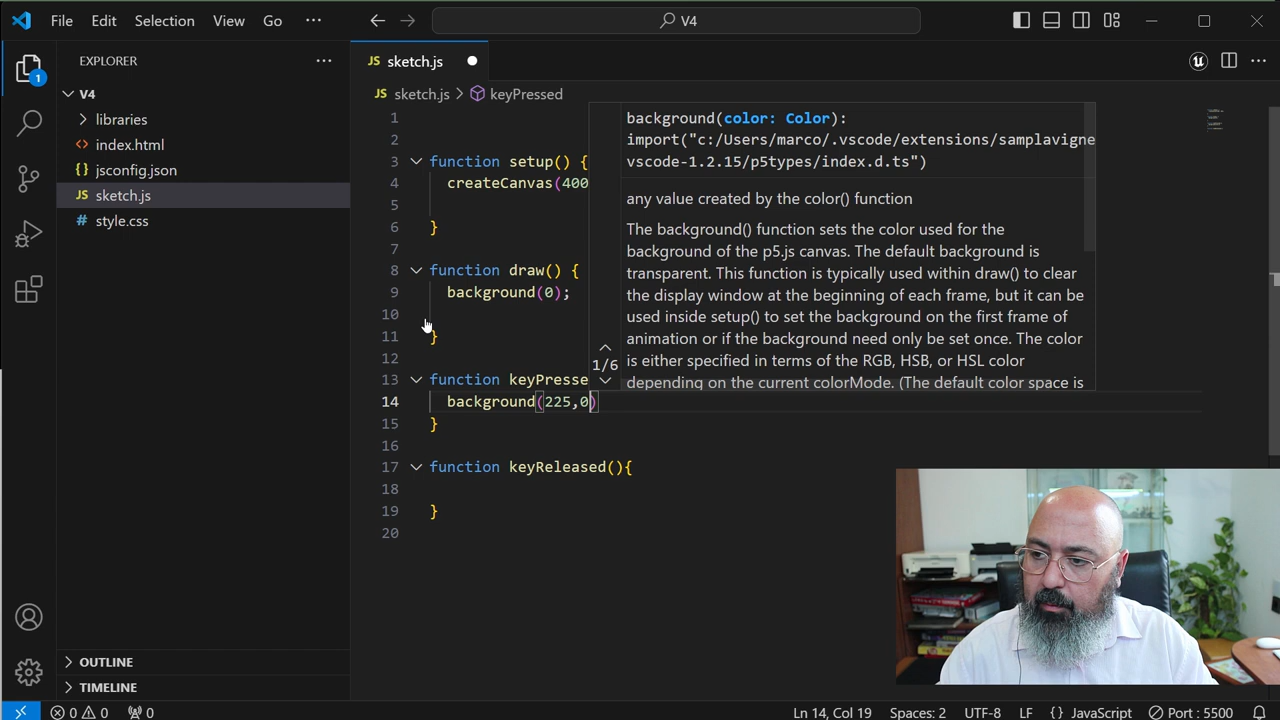 File Edit Selection View Go ···
V4
EXPLORER
V4
libraries
index.html
jsconfig.json
sketch.js
style.css
OUTLINE
TIMELINE
JS sketch.js
JS sketch.js > keyPressed
1
2
3 function setup() {
4 createCanvas(400
5
6 }
7
8 function draw() {
9 background(0);
10
11 }
12
13 function keyPresse
14 background(225,0)
15 }
16
17 function keyReleased(){
18
19 }
20
background(color: Color):
import("c:/Users/marco/.vscode/extensions/samplavigne
vscode-1.2.15/p5types/index.d.ts")
any value created by the color() function
The background() function sets the color used for the
background of the p5.js canvas. The default background is
transparent. This function is typically used within draw() to clear
the display window at the beginning of each frame, but it can be
used inside setup() to set the background on the first frame of
animation or if the background need only be set once. The color
is either specified in terms of the RGB, HSB, or HSL color
depending on the current colorMode. (The default color space is
1/6
1
0 0 0 Ln 14, Col 19 Spaces: 2 UTF-8 LF {} JavaScript Port : 5500